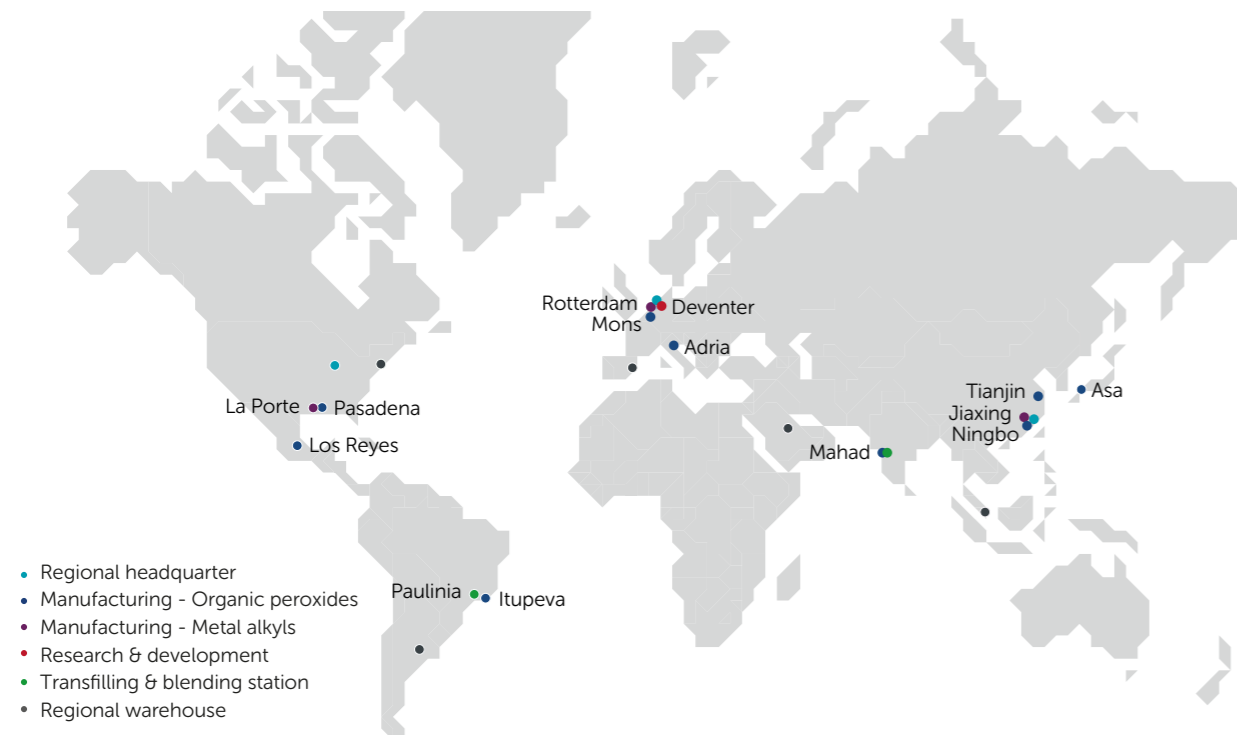 Rotterdam
Deventer
Mons
Adria
Tianjin
Asa
La Porte
Pasadena
Jiaxing
Ningbo
Los Reyes
Mahad
Regional headquarter
Paulinia
Itupeva
Manufacturing - Organic peroxides
Manufacturing - Metal alkyls
Research & development
Transfilling & blending station
Regional warehouse